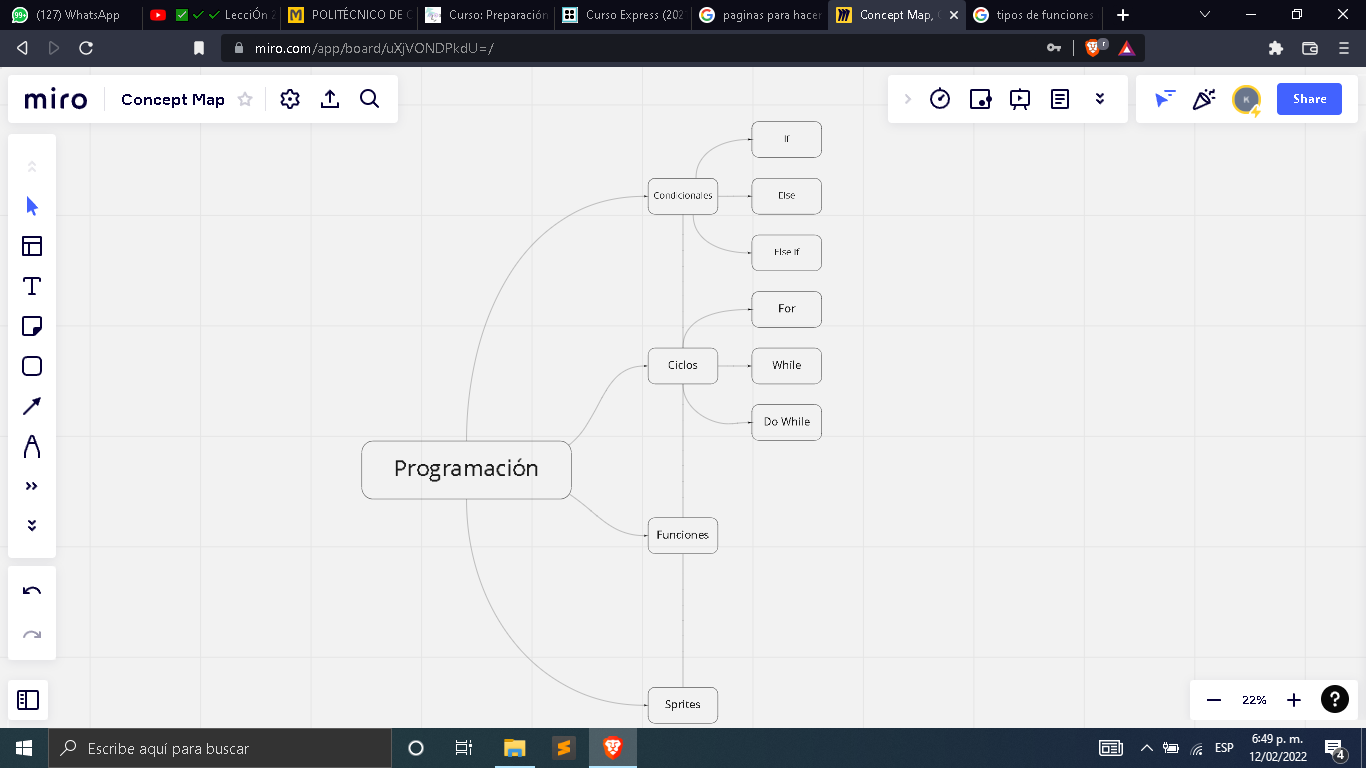 (127) WhatsApp
LecciÓn 2
POLITÉCNICO DE C
Curso: Preparación
Curso Express (202
paginas para hacer
Concept Map, 
tipos de funciones
miro.com/app/board/uXjVONDPkdU=/
miro
Concept Map
Share
K
If
Condicionales
Else
Else If
For
Ciclos
While
Do While
Programación
Funciones
Sprites
22%
?
Escribe aquí para buscar
ESP
6:49 p. m.
12/02/2022
4